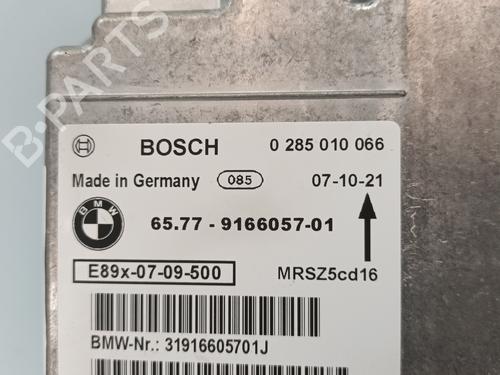 B-PARTS
BOSCH 0 285 010 066
Made in Germany 085 07-10-21
BMW
65.77 - 9166057-01
E89x-07-09-500 MRSZ5cd16
BMW-Nr.: 31916605701J